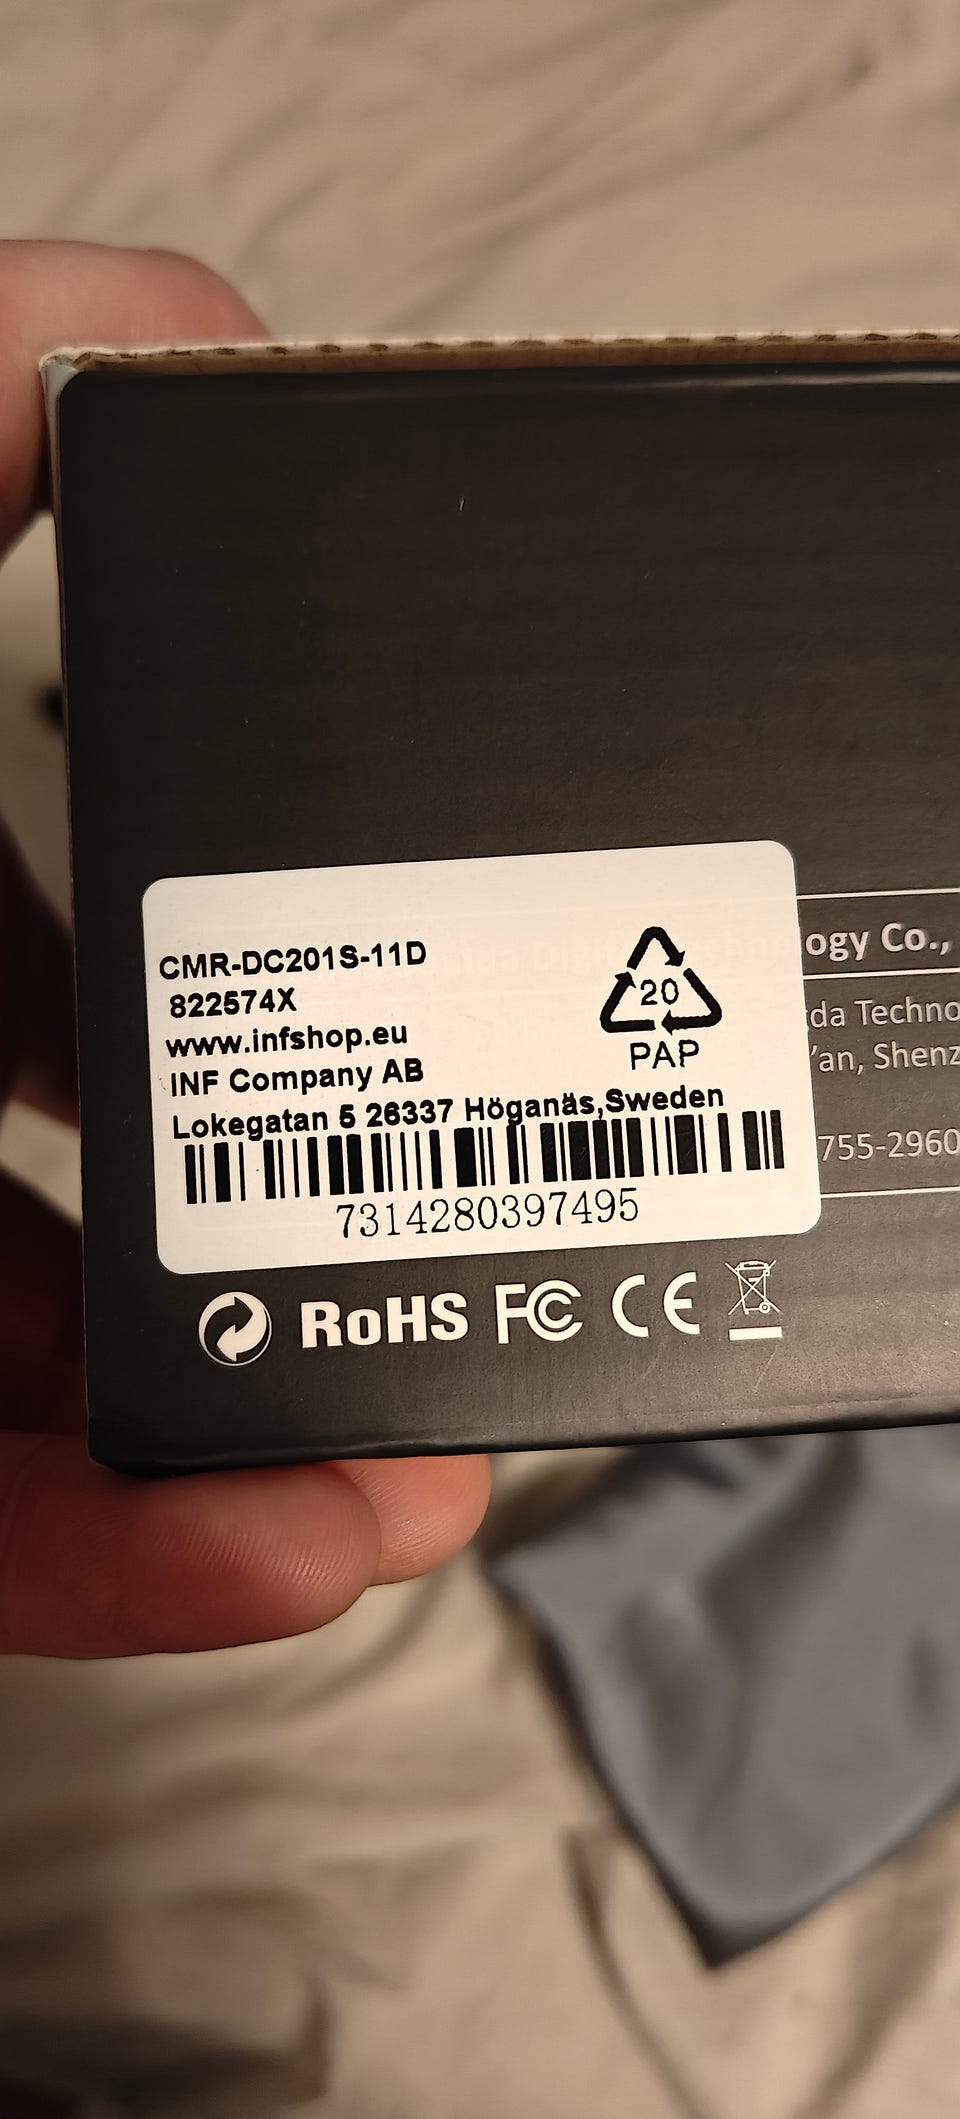 CMR-DC201S-11D
822574X
www.infshop.eu
INF Company AB
Lokegatan 5 26337 Höganäs,Sweden
7314280397495
20
PAP
ogy Co.,
da Techno
'an, Shenz
755-2960
RoHS FC CE